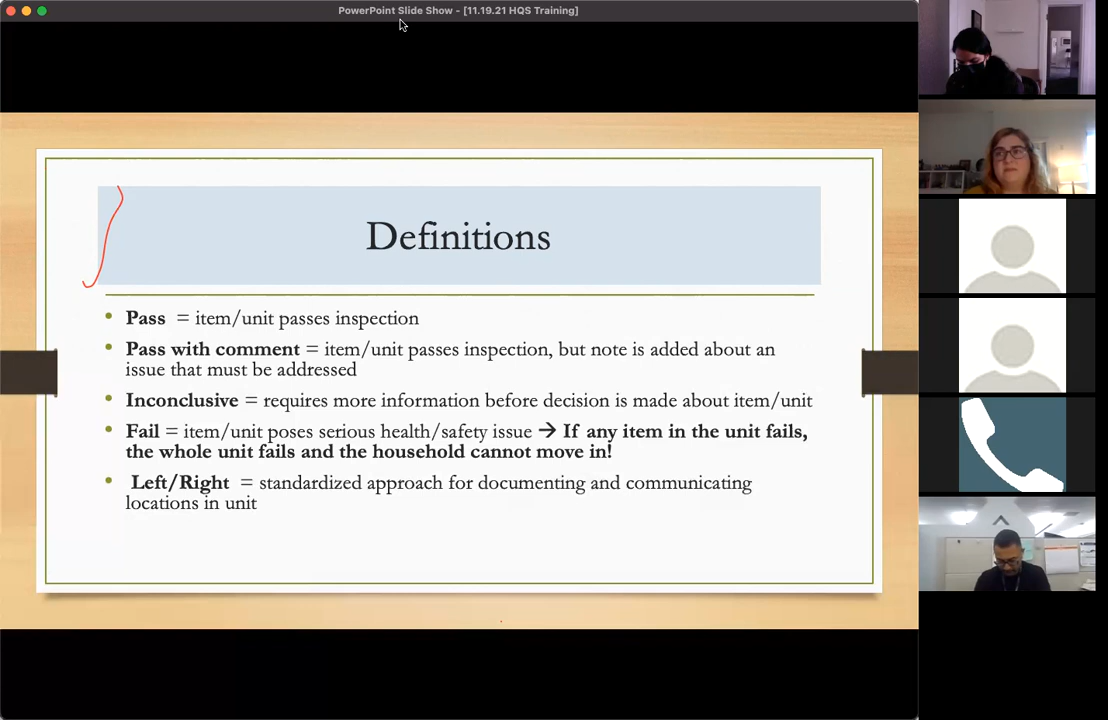 PowerPoint Slide Show - [11.19.21 HQS Training]
Definitions
Pass = item/unit passes inspection
Pass with comment = item/unit passes inspection, but note is added about an
issue that must be addressed
Inconclusive = requires more information before decision is made about item/unit
Fail = item/unit poses serious health/safety issue → If any item in the unit fails,
the whole unit fails and the household cannot move in!
Left/Right = standardized approach for documenting and communicating
locations in unit